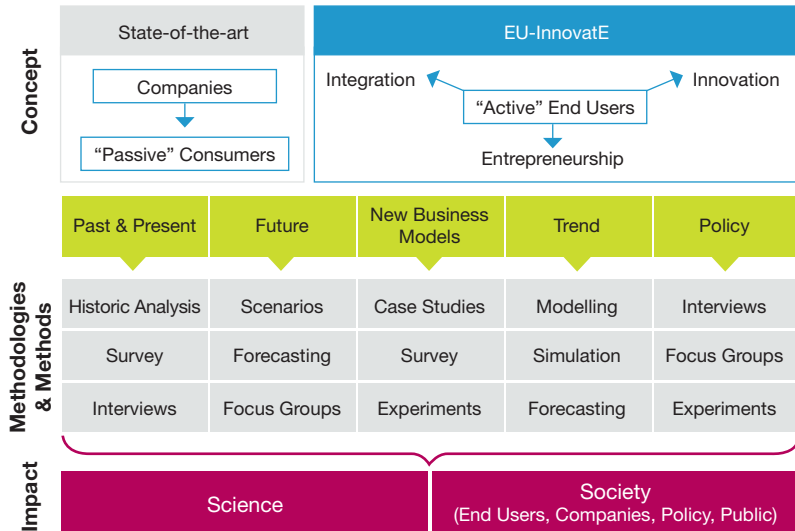 Concept
State-of-the-art
Companies
“Passive” Consumers
EU-InnovatE
Integration
Innovation
“Active” End Users
Entrepreneurship
Methodologies
& Methods
Past & Present
Future
New Business
Models
Trend
Policy
Historic Analysis
Scenarios
Case Studies
Modelling
Interviews
Survey
Forecasting
Survey
Simulation
Focus Groups
Interviews
Focus Groups
Experiments
Forecasting
Experiments
Impact
Science
Society
(End Users, Companies, Policy, Public)